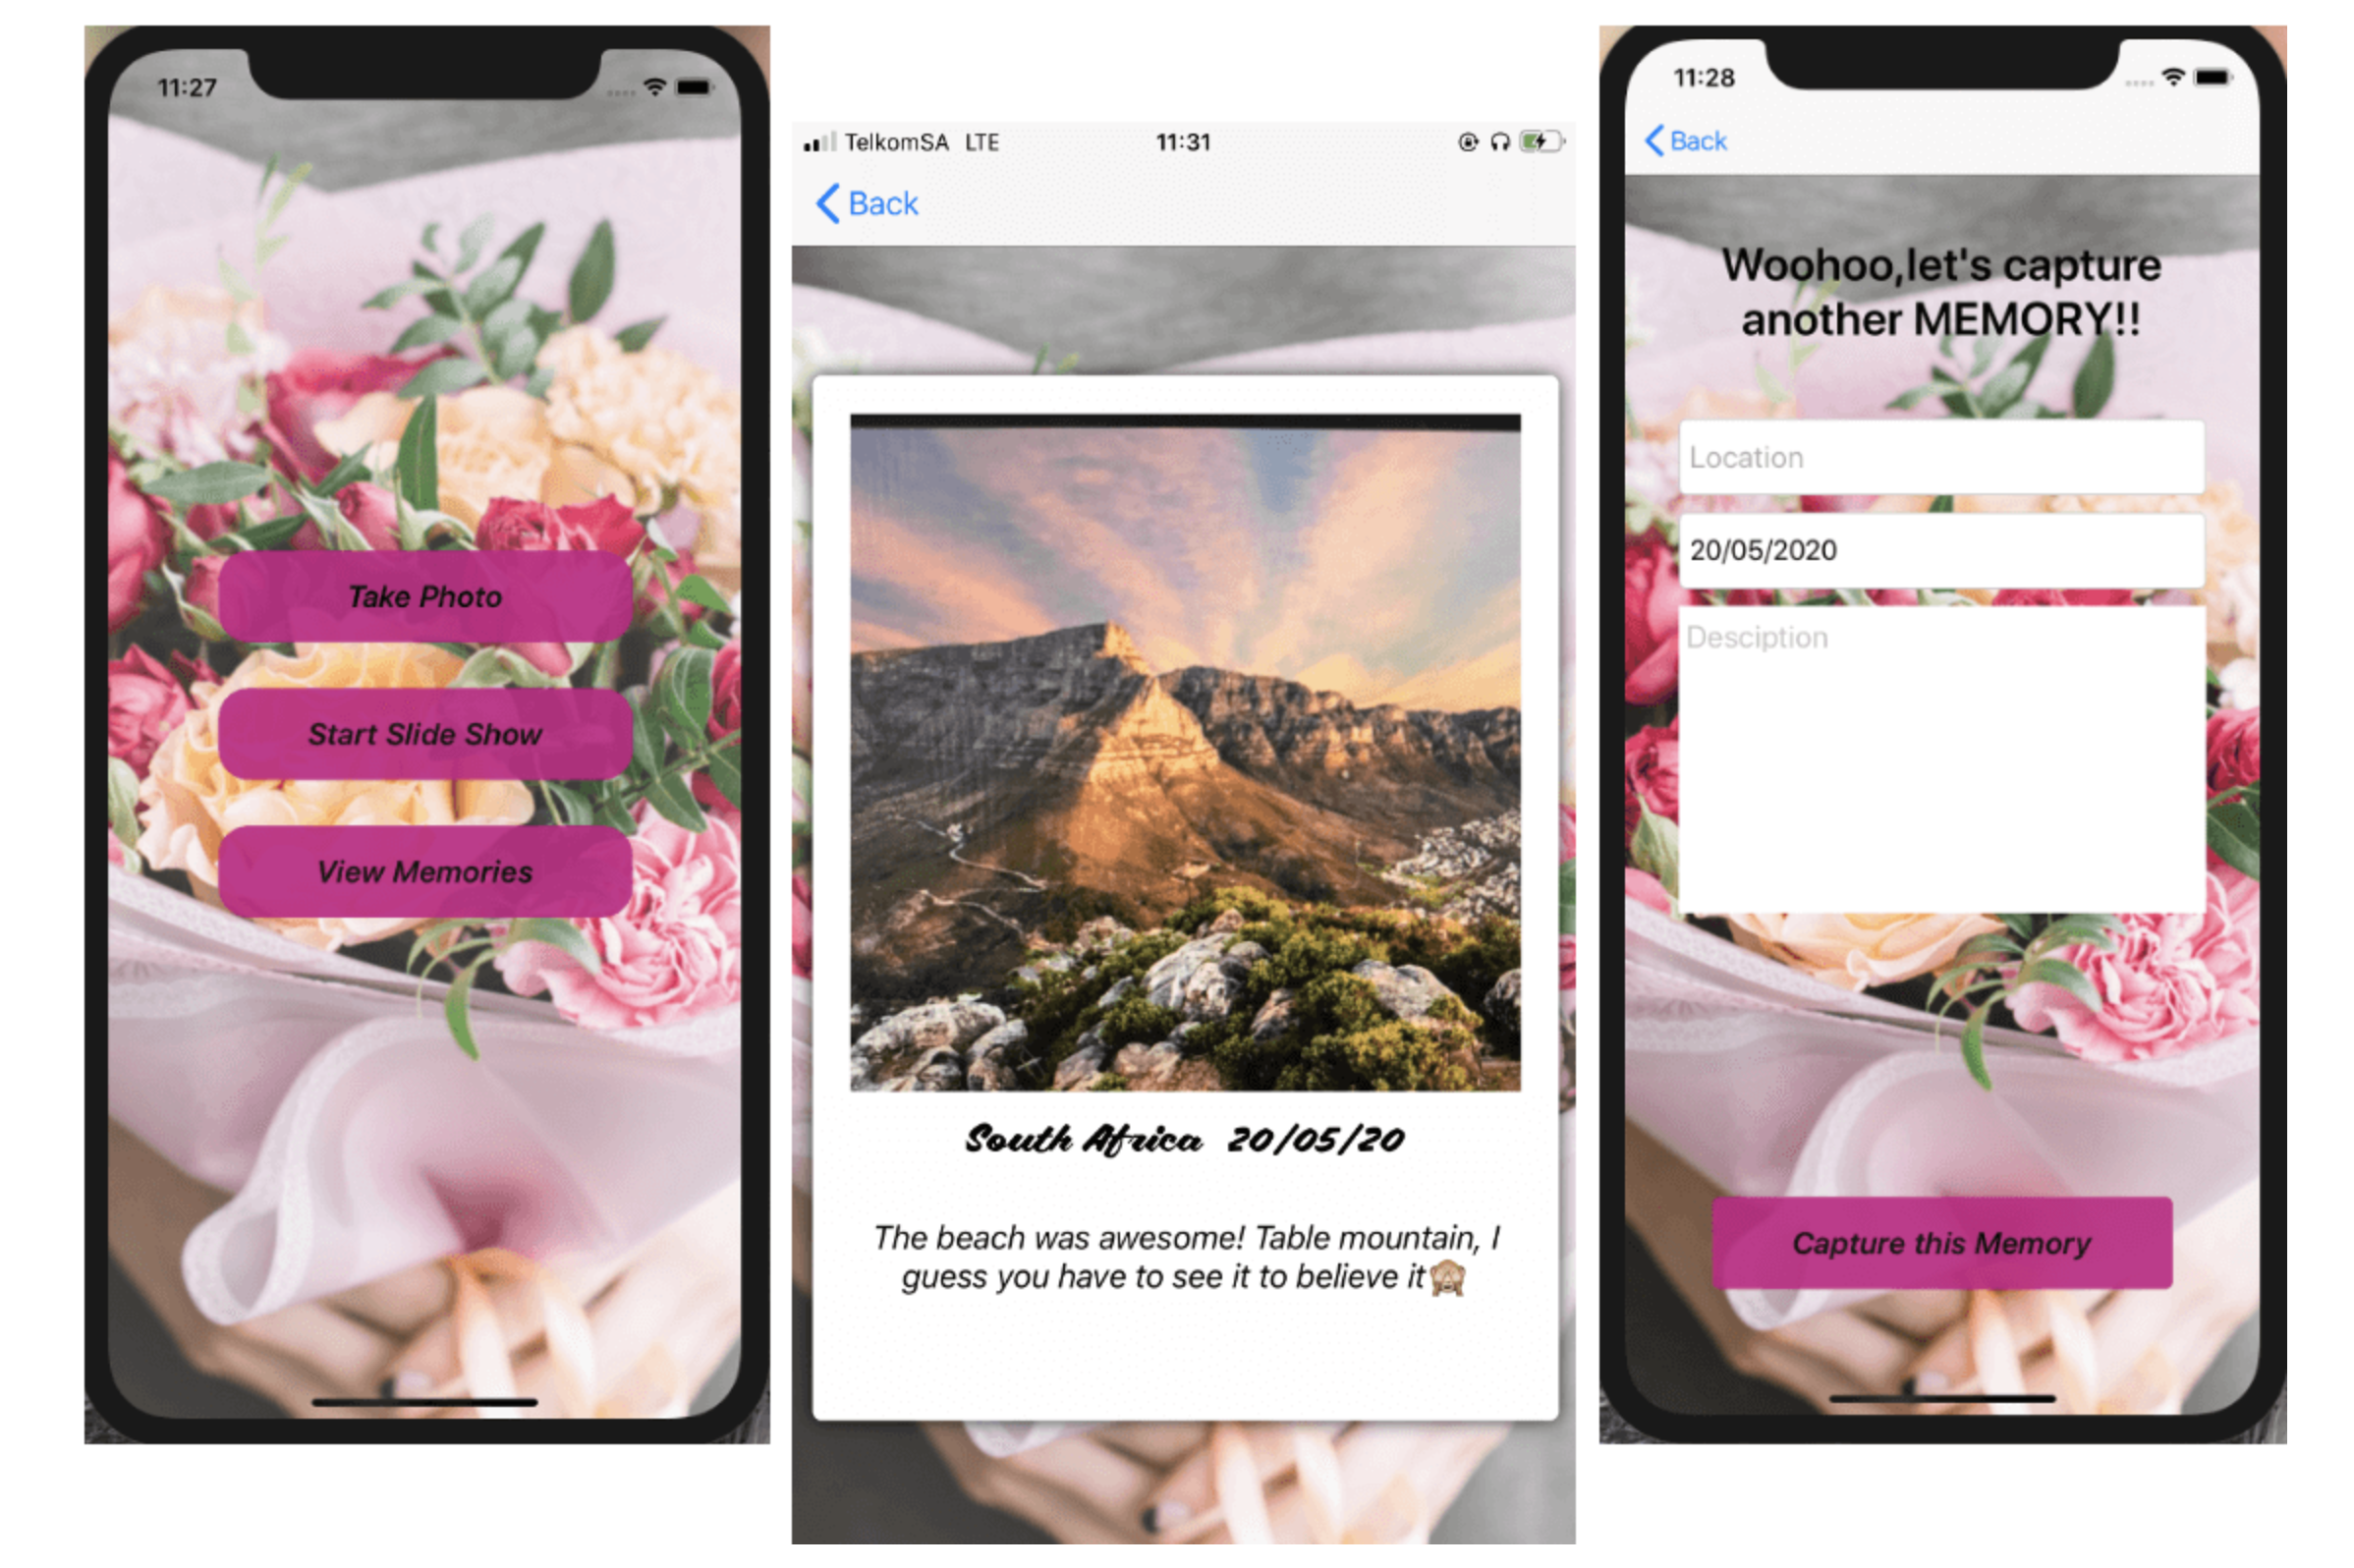 11:27
Take Photo
Start Slide Show
View Memories
TelkomSA LTE 11:31
Back
South Africa 20/05/20
The beach was awesome! Table mountain, I
guess you have to see it to believe it🙈
11:28
Back
Woohoo,let's capture
another MEMORY!!
Location
20/05/2020
Desciption
Capture this Memory